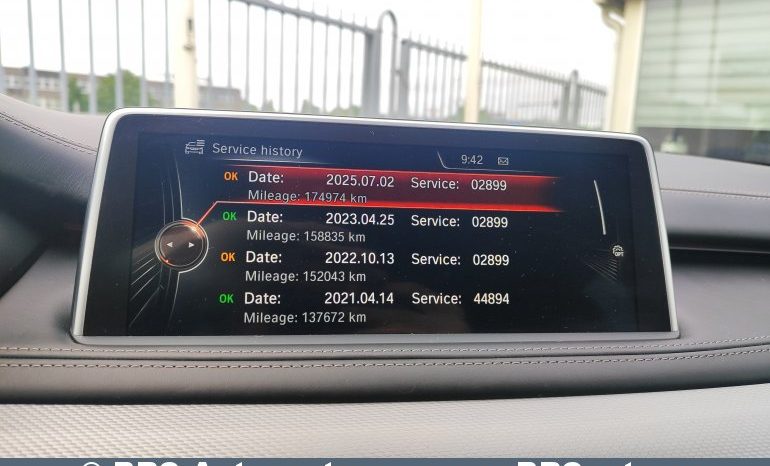 Service history
9:42
OK Date: 2025.07.02 Service: 02899
Mileage: 174974 km
OK Date: 2023.04.25 Service: 02899
Mileage: 158835 km
OK Date: 2022.10.13 Service: 02899
Mileage: 152043 km
OK Date: 2021.04.14 Service: 44894
Mileage: 137672 km
OPT